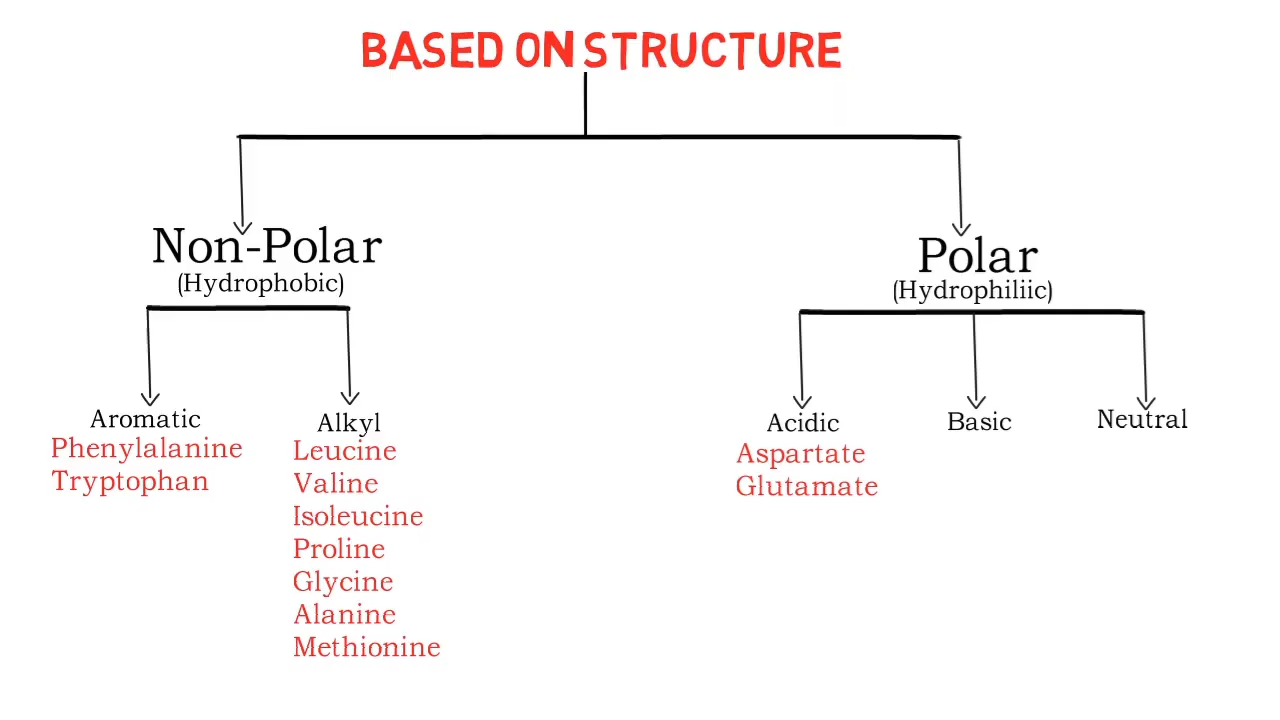 BASED ON STRUCTURE
Non-Polar
(Hydrophobic)
Aromatic
Phenylalanine
Tryptophan
Alkyl
Leucine
Valine
Isoleucine
Proline
Glycine
Alanine
Methionine
Polar
(Hydrophiliic)
Acidic
Aspartate
Glutamate
Basic
Neutral